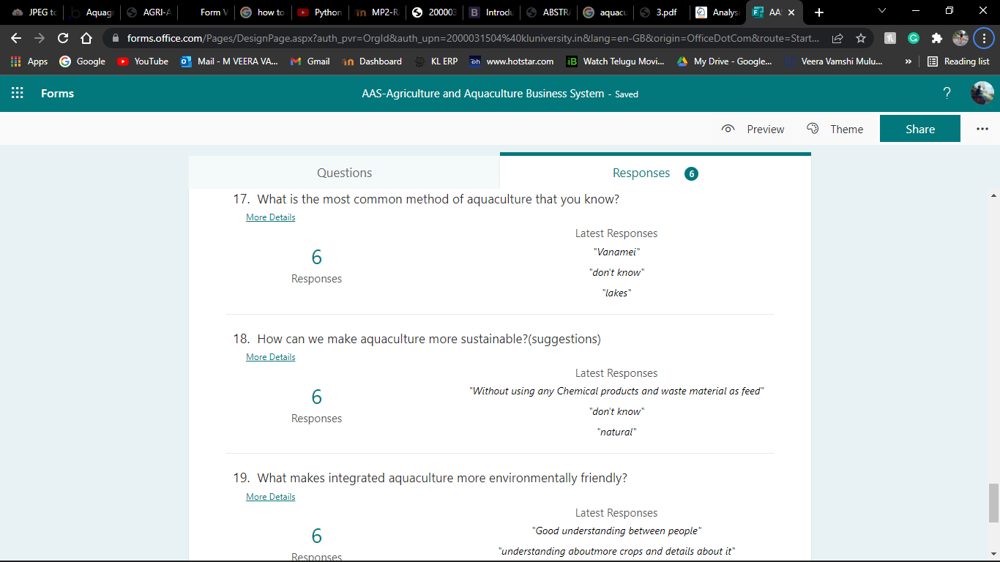 JPEG to
Aquagr
AGRI-A
Form V
how to
Python
MP2-R
20000
Introdu
ABSTRA
aquacu
3.pdf
Analysi
AA
forms.office.com/Pages/DesignPage.aspx?auth_pvr=OrgId&auth_upn=2000031504%40kluniversity.in&lang=en-GB&origin=OfficeDotCom&route=Start...
Apps Google YouTube Mail - M VEERA VA... Gmail Dashboard KL ERP www.hotstar.com Watch Telugu Movi... My Drive - Google... Veera Vamshi Mulu... » Reading list
Forms AAS-Agriculture and Aquaculture Business System - Saved ?
Preview Theme Share ...
Questions Responses 6
17. What is the most common method of aquaculture that you know?
More Details
Latest Responses
"Vanamei"
6
Responses
"don't know"
"lakes"
18. How can we make aquaculture more sustainable?(suggestions)
More Details
Latest Responses
"Without using any Chemical products and waste material as feed"
6
Responses
"don't know"
"natural"
19. What makes integrated aquaculture more environmentally friendly?
More Details
Latest Responses
"Good understanding between people"
6
Responses
"understanding aboutmore crops and details about it"